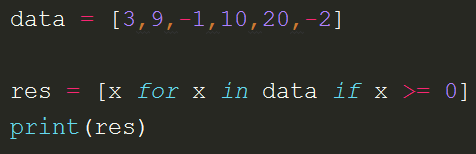 data = [3,9,-1,10,20,-2]
res = [x for x in data if x >= 0]
print(res)